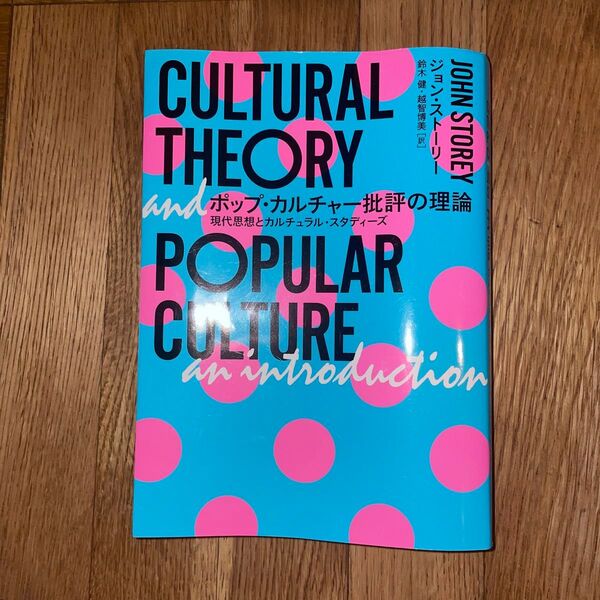 CULTURAL
THEORY
and ポップ・カルチャー批評の理論
現代思想とカルチュラル・スタディーズ
POPULAR
CULTURE
an introduction
JOHN STOREY
ジョン・ストーリー
鈴木 健・越智博美[訳]